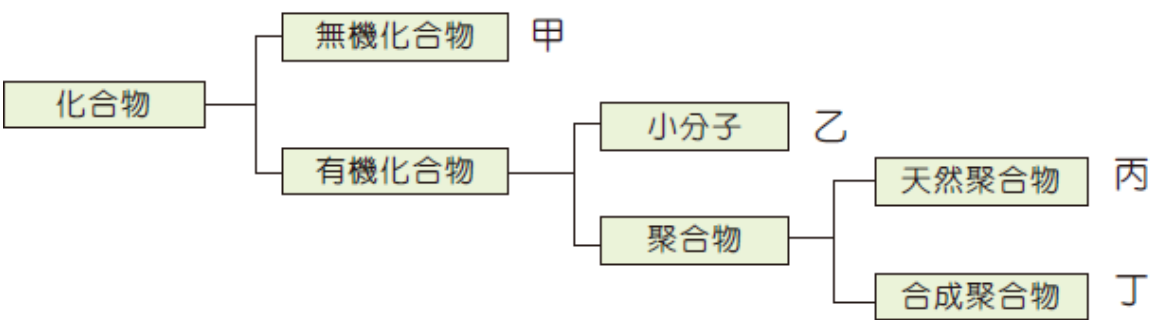 無機化合物 甲
化合物
小分子 乙
有機化合物
天然聚合物 丙
聚合物
合成聚合物 丁